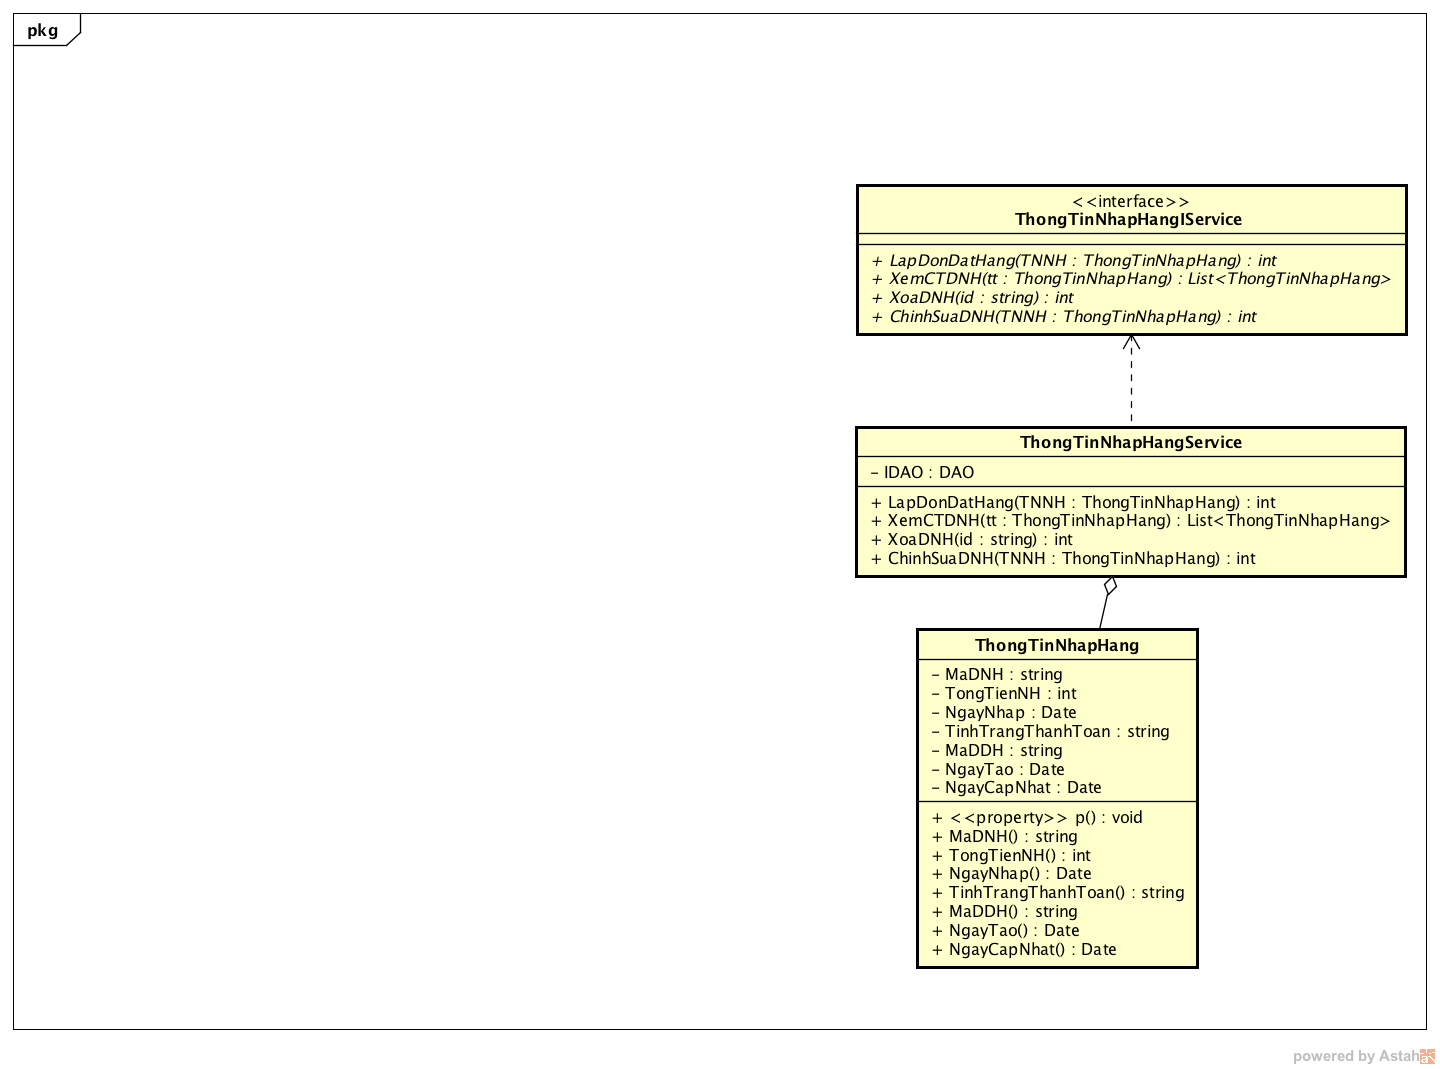 pkg
<<interface>>
ThongTinNhapHangIService
+ LapDonDatHang(TNNH : ThongTinNhapHang) : int
+ XemCTDNH(tt : ThongTinNhapHang) : List<ThongTinNhapHang>
+ XoaDNH(id : string) : int
+ ChinhSuaDNH(TNNH : ThongTinNhapHang) : int
ThongTinNhapHangService
- IDAO : DAO
+ LapDonDatHang(TNNH : ThongTinNhapHang) : int
+ XemCTDNH(tt : ThongTinNhapHang) : List<ThongTinNhapHang>
+ XoaDNH(id : string) : int
+ ChinhSuaDNH(TNNH : ThongTinNhapHang) : int
ThongTinNhapHang
- MaDNH : string
- TongTienNH : int
- NgayNhap : Date
- TinhTrangThanhToan : string
- MaDDH : string
- NgayTao : Date
- NgayCapNhat : Date
+ <<property>> p() : void
+ MaDNH() : string
+ TongTienNH() : int
+ NgayNhap() : Date
+ TinhTrangThanhToan() : string
+ MaDDH() : string
+ NgayTao() : Date
+ NgayCapNhat() : Date
powered by Astah